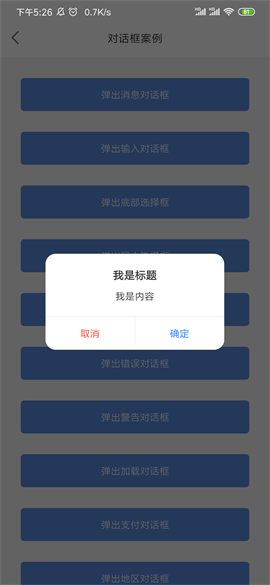 下午5:26
0.7K/s
81
对话框案例
弹出消息对话框
弹出输入对话框
弹出底部选择框
我是标题
我是内容
取消
确定
弹出错误对话框
弹出警告对话框
弹出加载对话框
弹出支付对话框
弹出地区对话框